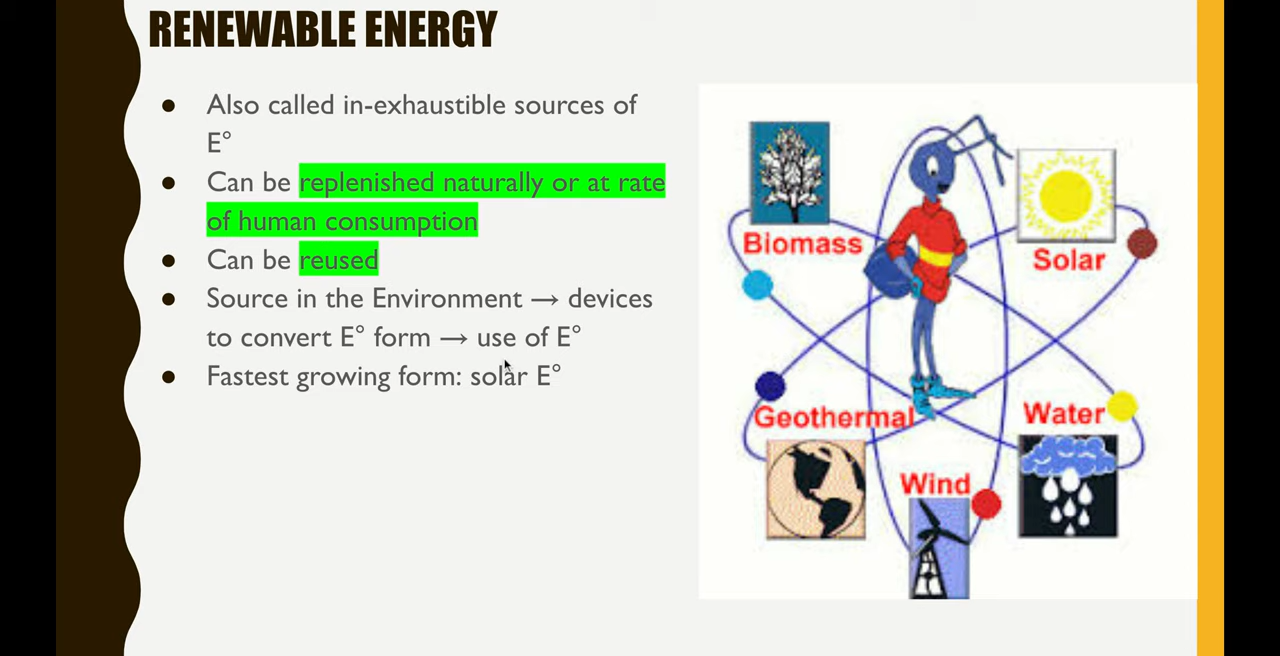 RENEWABLE ENERGY
● Also called in-exhaustible sources of
E°
● Can be replenished naturally or at rate
of human consumption
● Can be reused
● Source in the Environment → devices
to convert E° form → use of E°
● Fastest growing form: solar E°
Biomass
Solar
Geothermal
Water
Wind